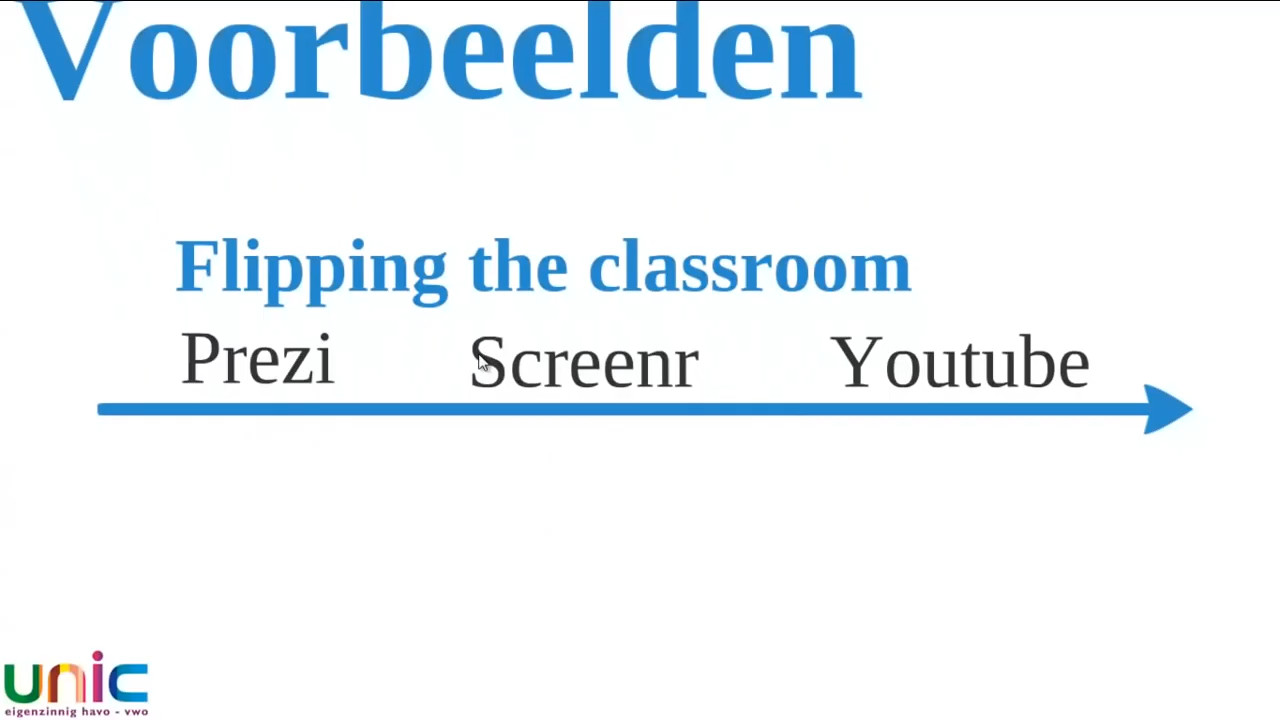 Voorbeelden
Flipping the classroom
Prezi Screenr Youtube
unic
eigenzinnig havo - vwo